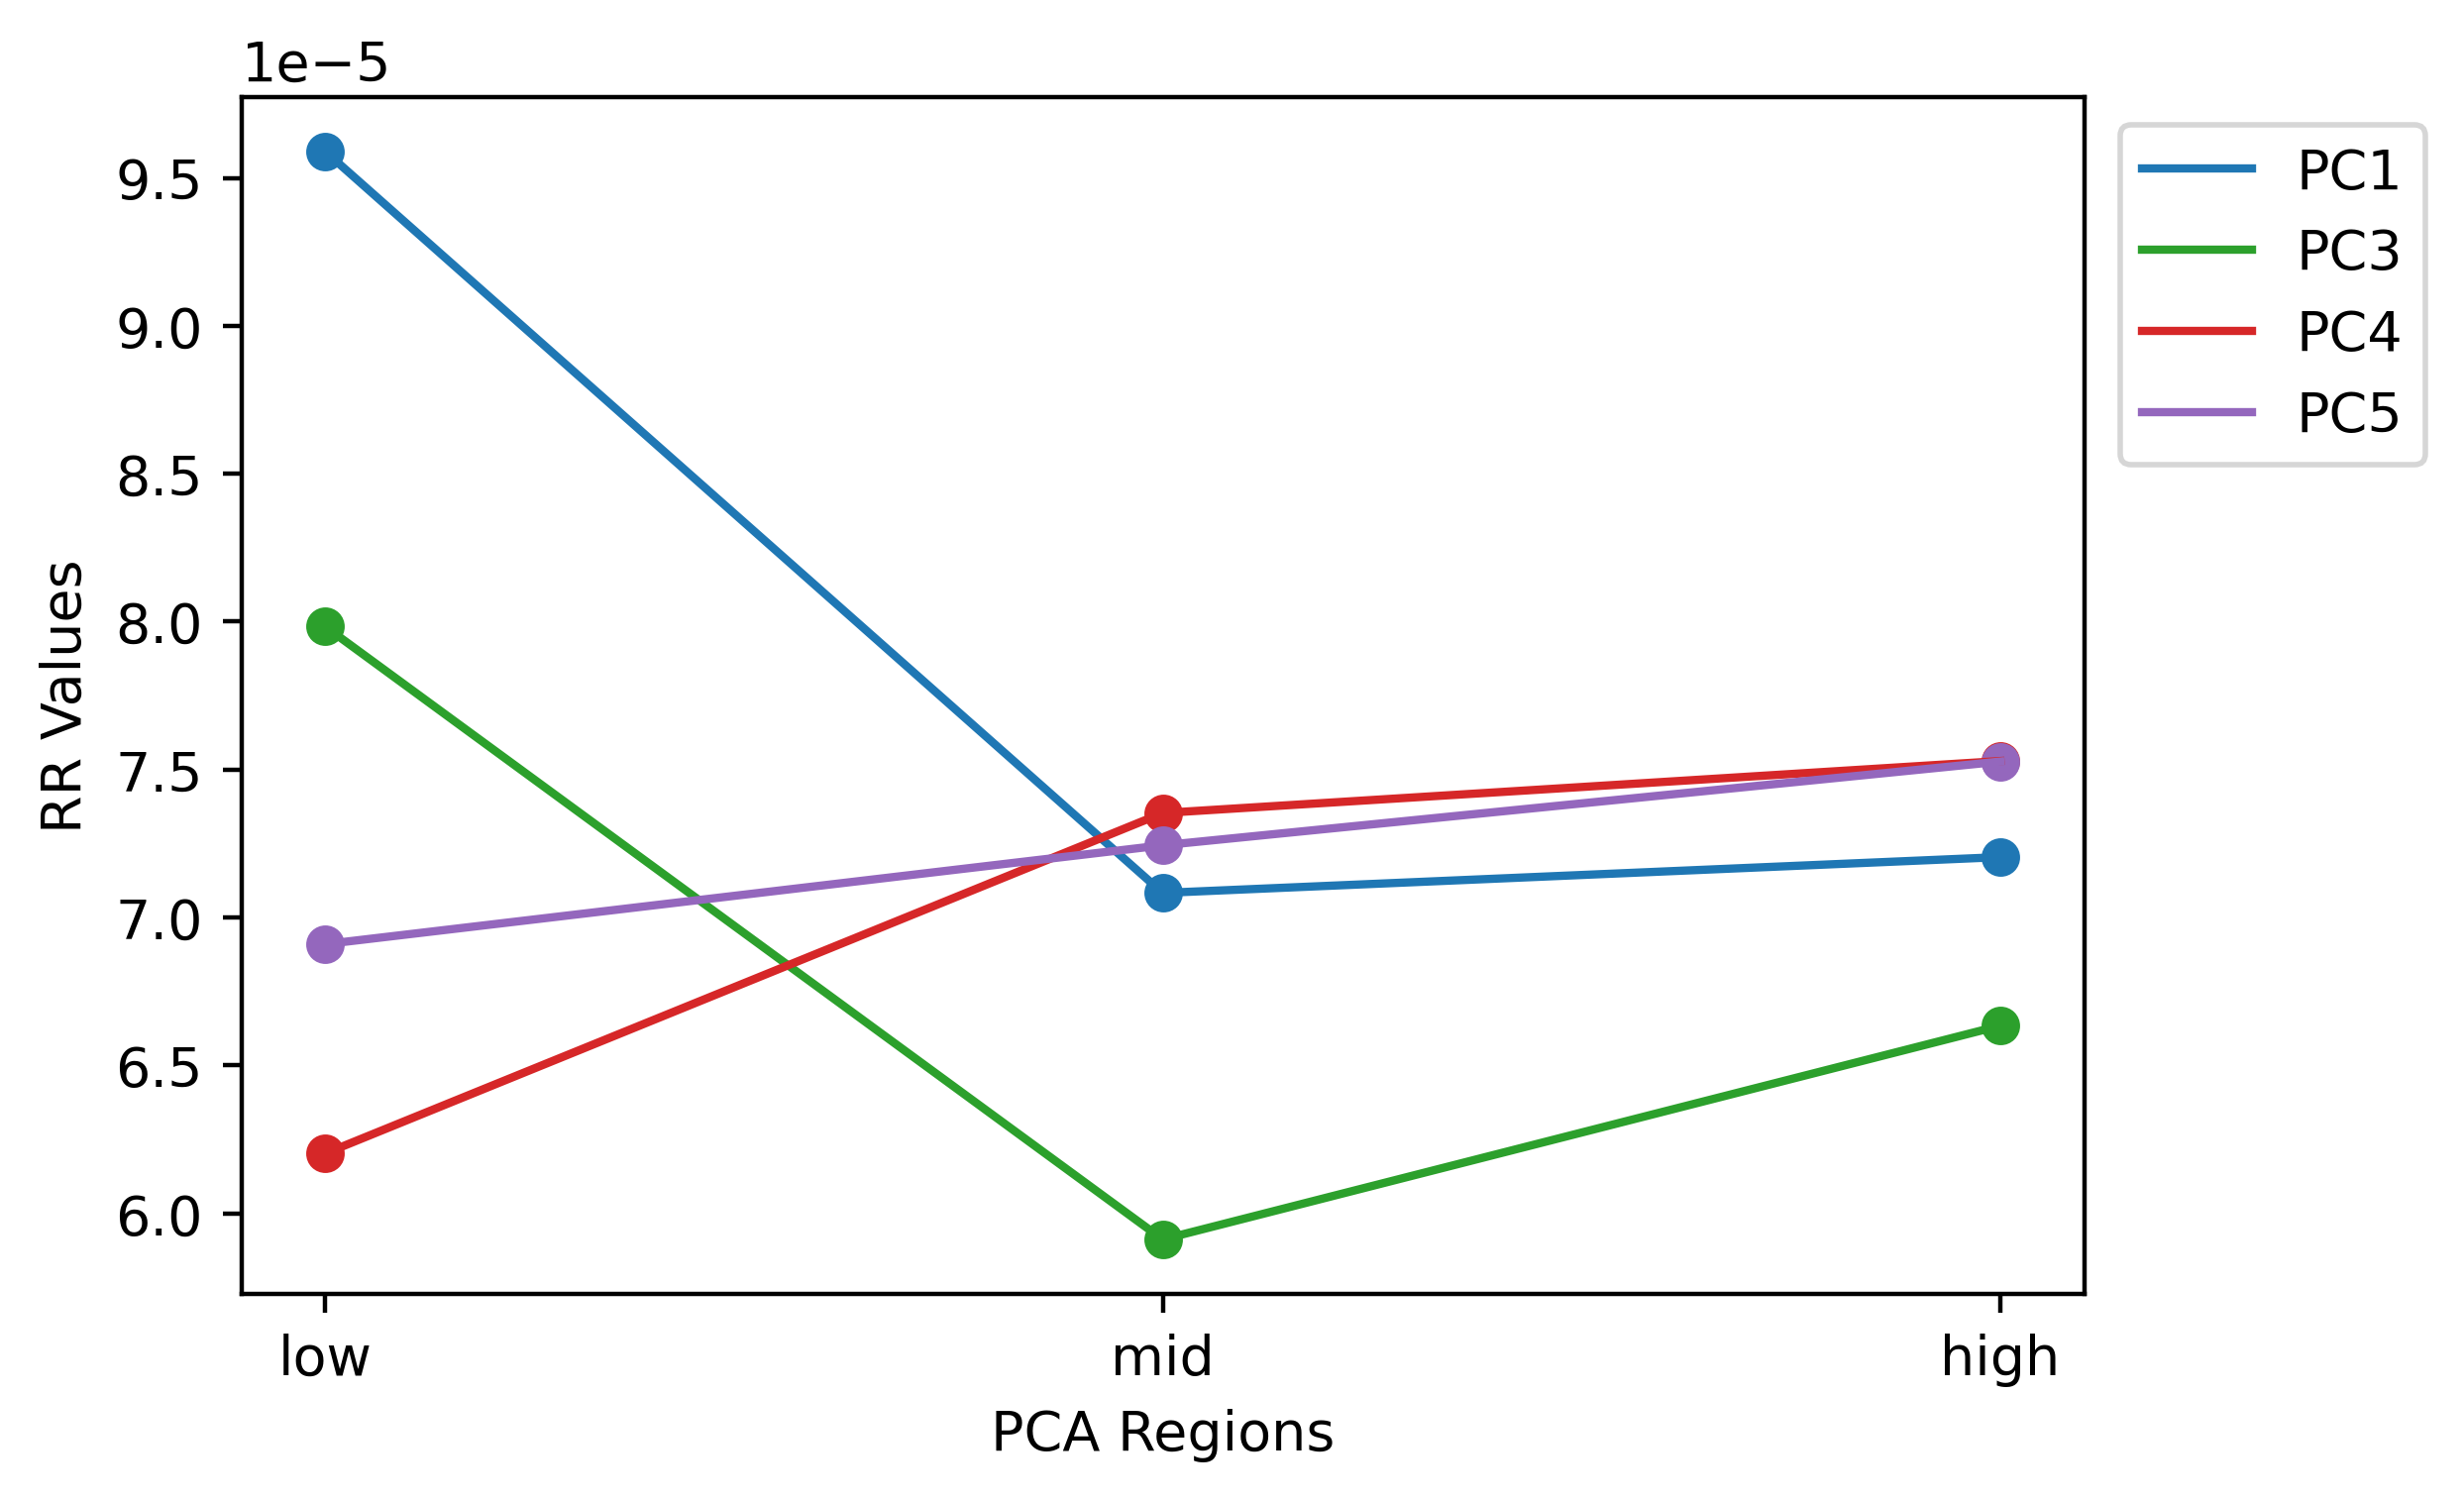 1e−5
9.5
9.0
8.5
8.0
7.5
7.0
6.5
6.0
RR Values
low mid high
PCA Regions
PC1
PC3
PC4
PC5